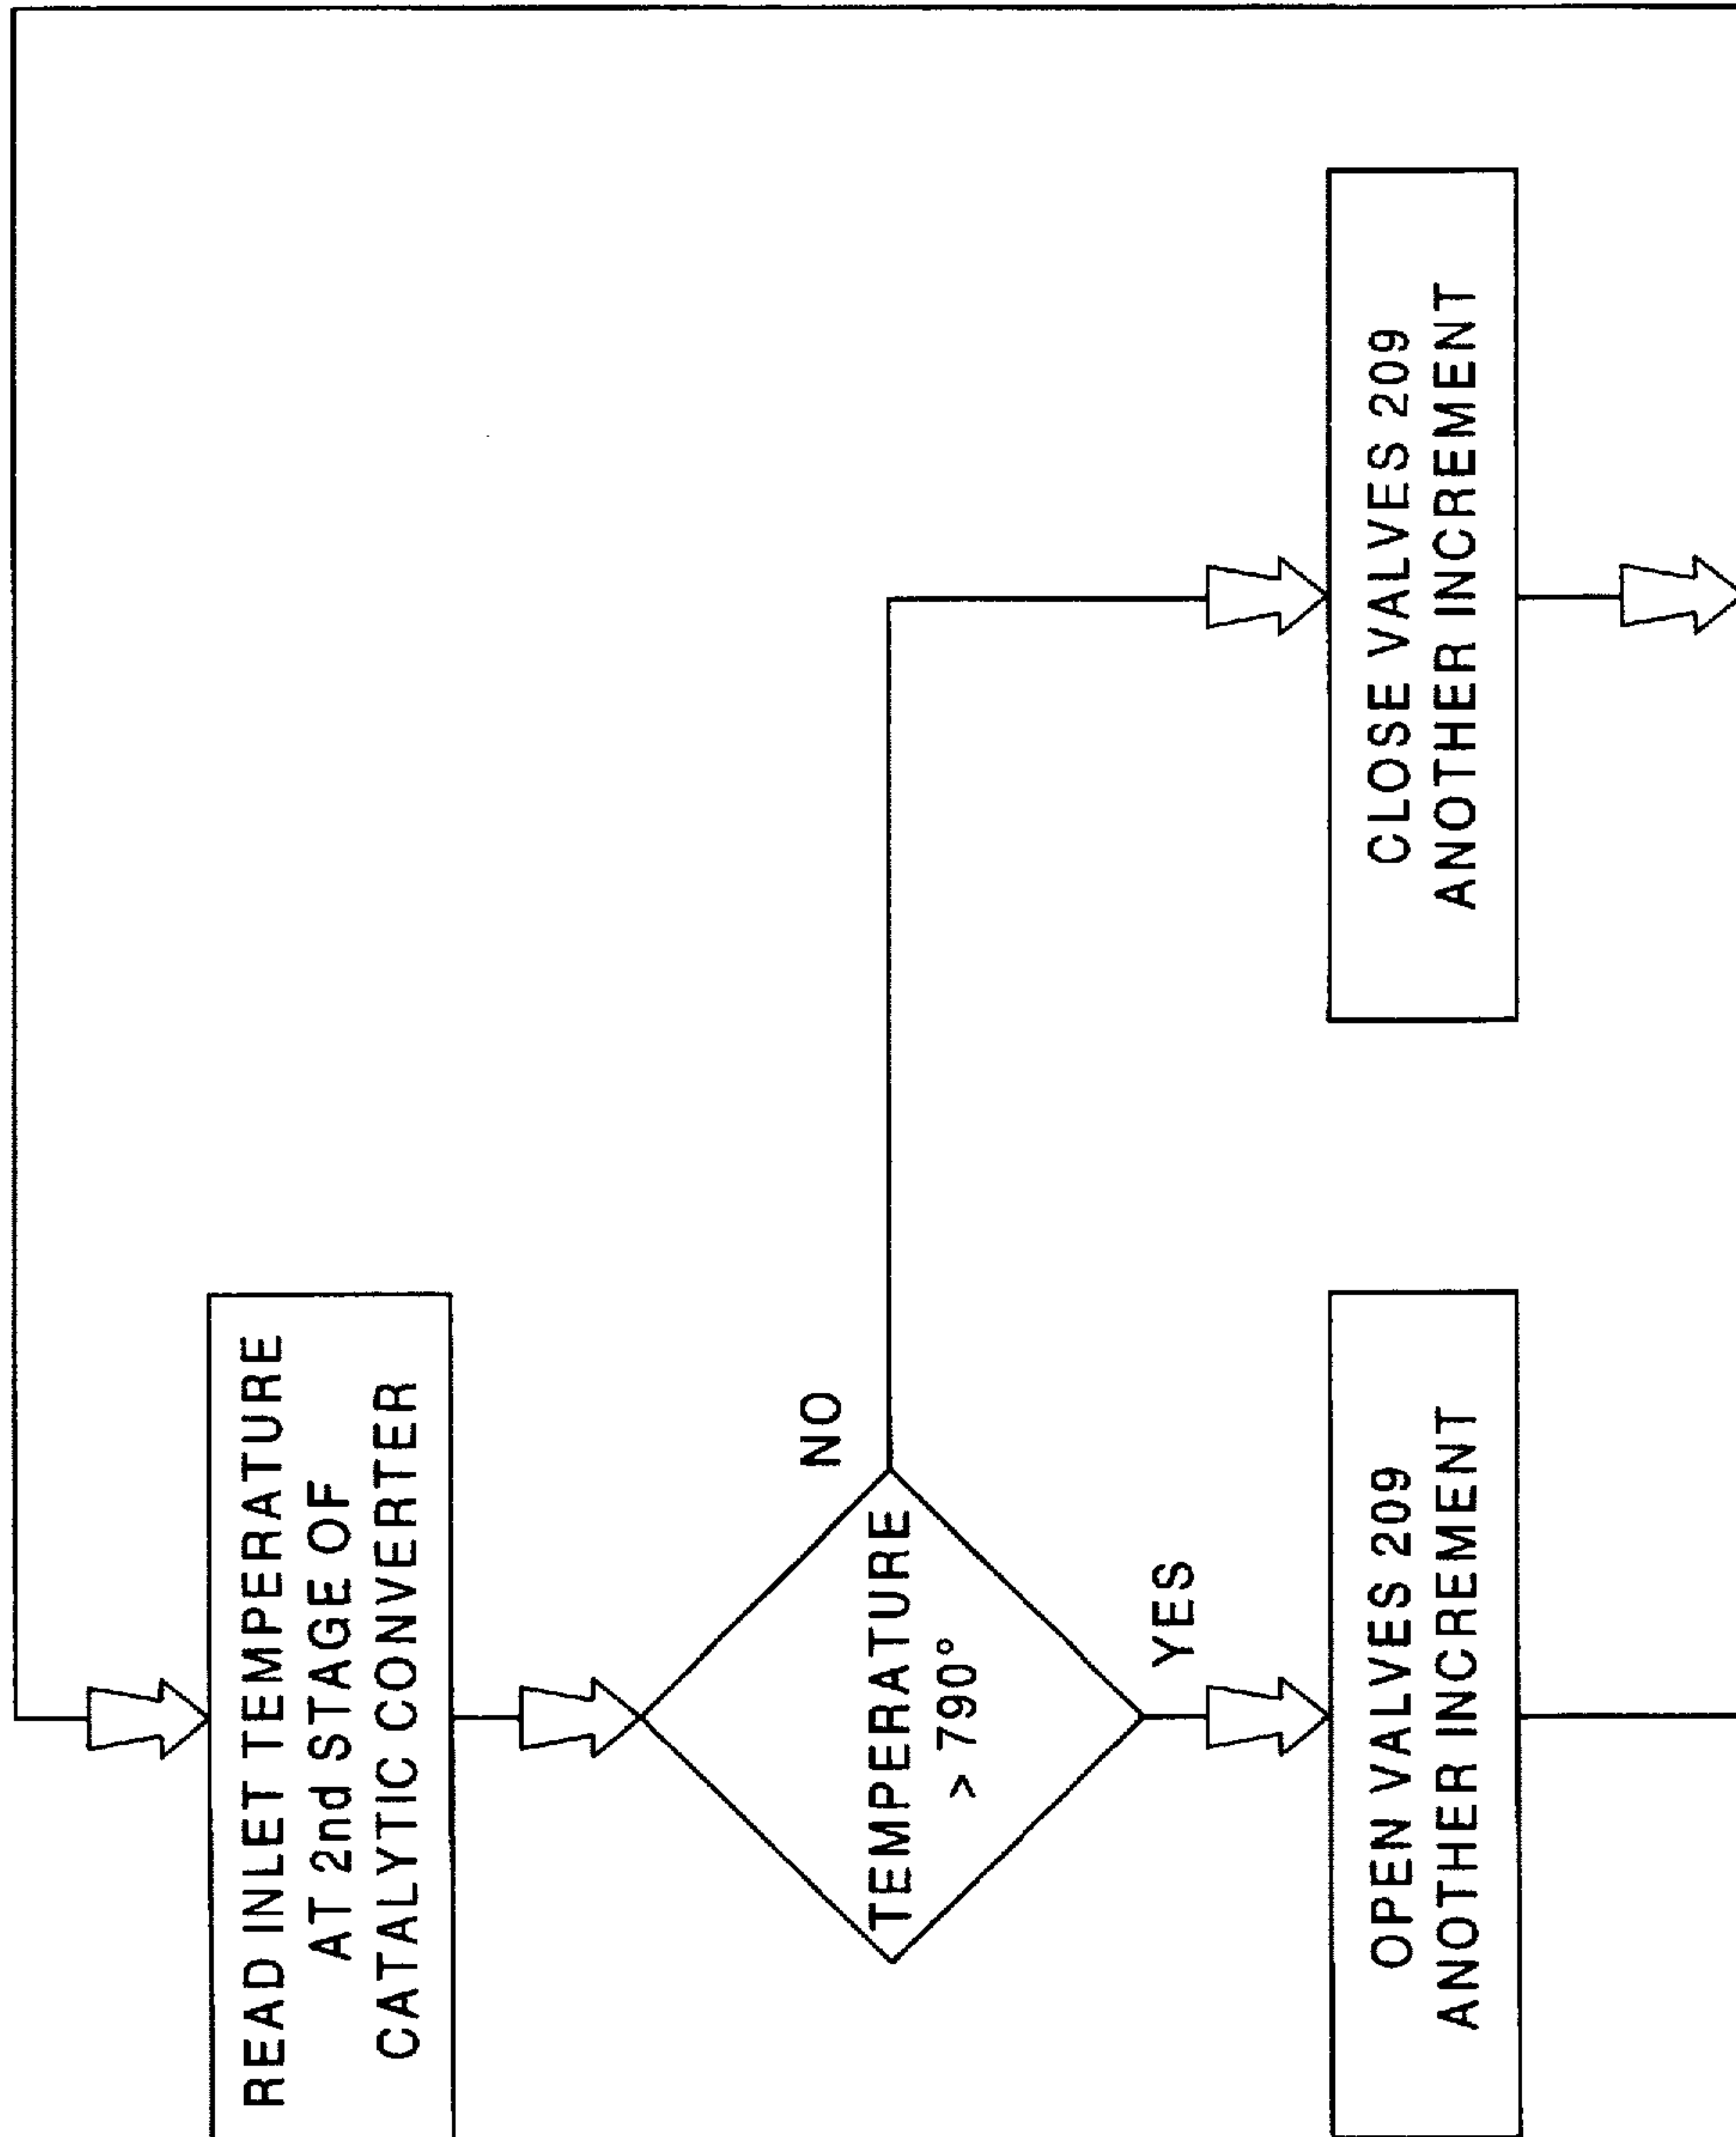 READ INLET TEMPERATURE
AT 2nd STAGE OF
CATALYTIC CONVERTER
TEMPERATURE
> 790°
NO
YES
OPEN VALVES 209
ANOTHER INCREMENT
CLOSE VALVES 209
ANOTHER INCREMENT